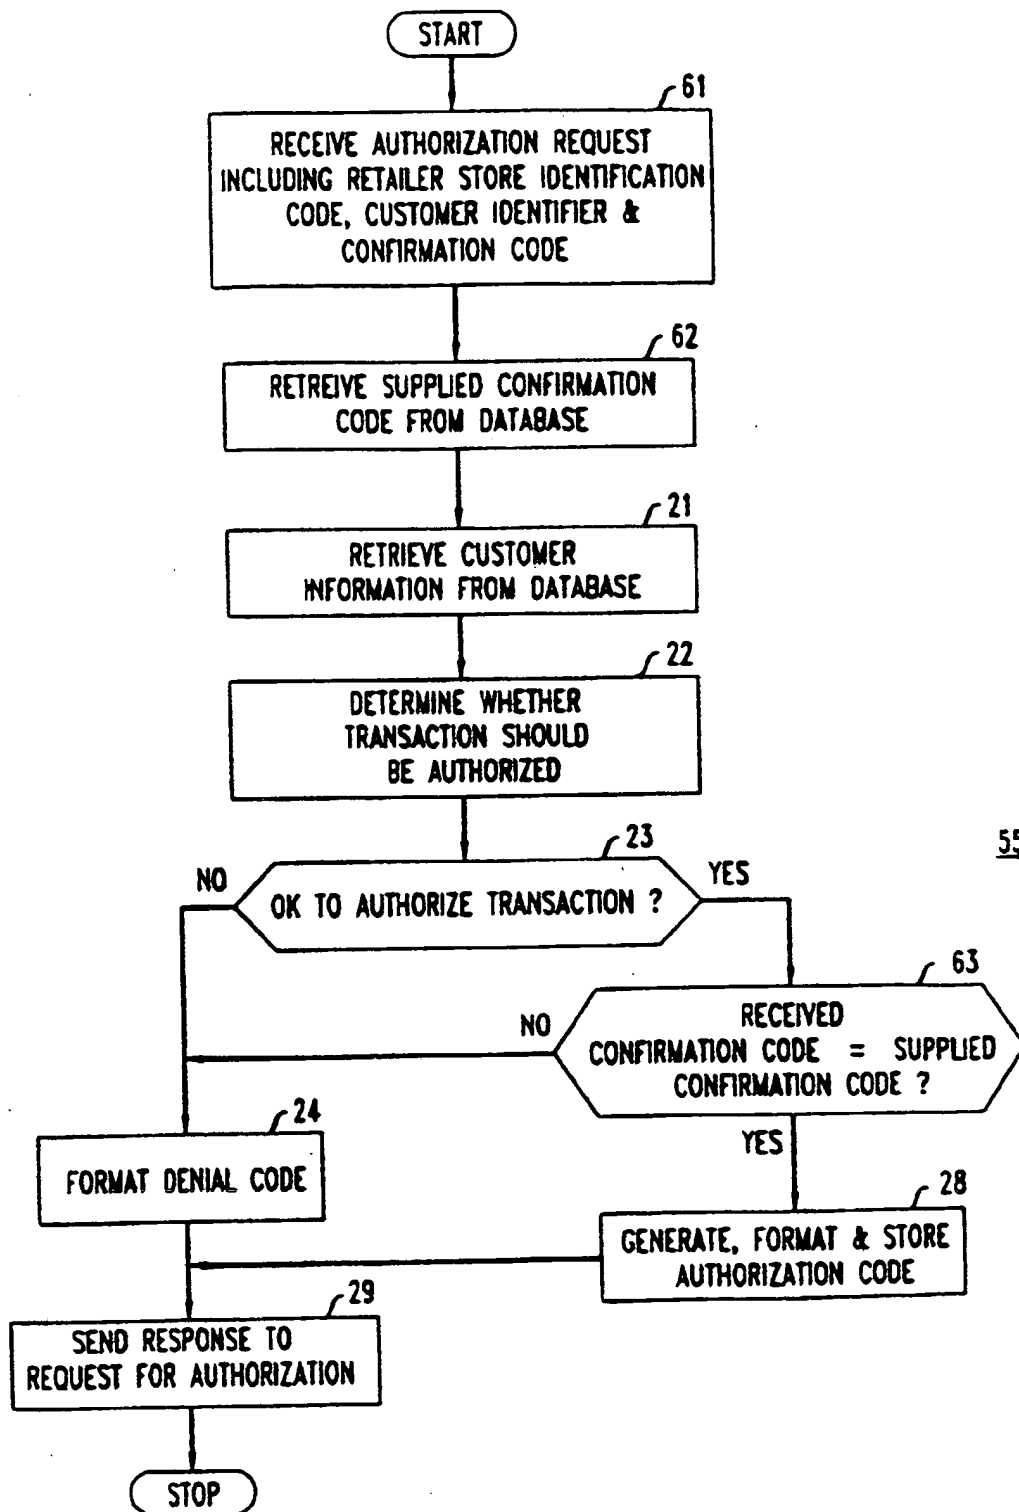 START
61
RECEIVE AUTHORIZATION REQUEST
INCLUDING RETAILER STORE IDENTIFICATION
CODE, CUSTOMER IDENTIFIER &
CONFIRMATION CODE
62
RETREIVE SUPPLIED CONFIRMATION
CODE FROM DATABASE
21
RETRIEVE CUSTOMER
INFORMATION FROM DATABASE
22
DETERMINE WHETHER
TRANSACTION SHOULD
BE AUTHORIZED
23
55
NO
OK TO AUTHORIZE TRANSACTION ?
YES
63
NO
RECEIVED
CONFIRMATION CODE = SUPPLIED
CONFIRMATION CODE ?
YES
24
FORMAT DENIAL CODE
28
GENERATE, FORMAT & STORE
AUTHORIZATION CODE
29
SEND RESPONSE TO
REQUEST FOR AUTHORIZATION
STOP